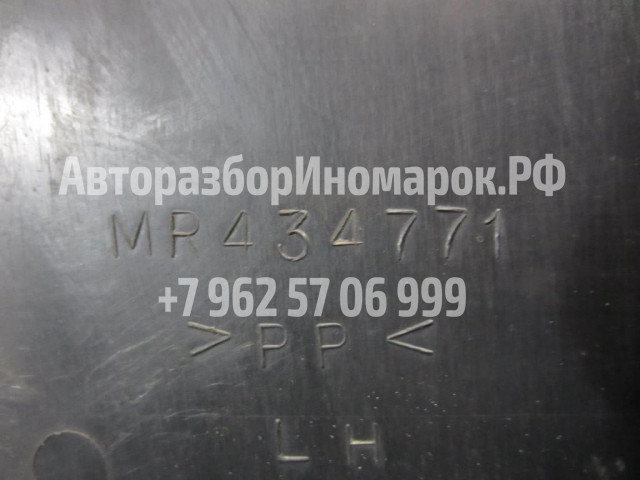 АвторазборИномарок.РФ
MR434771
+7 962 57 06 999
>PP<
LH